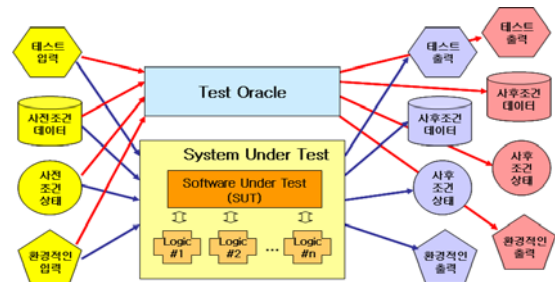 테스트
입력
사전조건
데이터
사전
조건
상태
환경적인
입력
Test Oracle
System Under Test
Software Under Test
(SUT)
Logic
#1
Logic
#2
...
Logic
#n
테스트
출력
사후조건
데이터
사후
조건
상태
환경적인
출력
테스트
출력
사후조건
데이터
사후
조건
상태
환경적인
출력